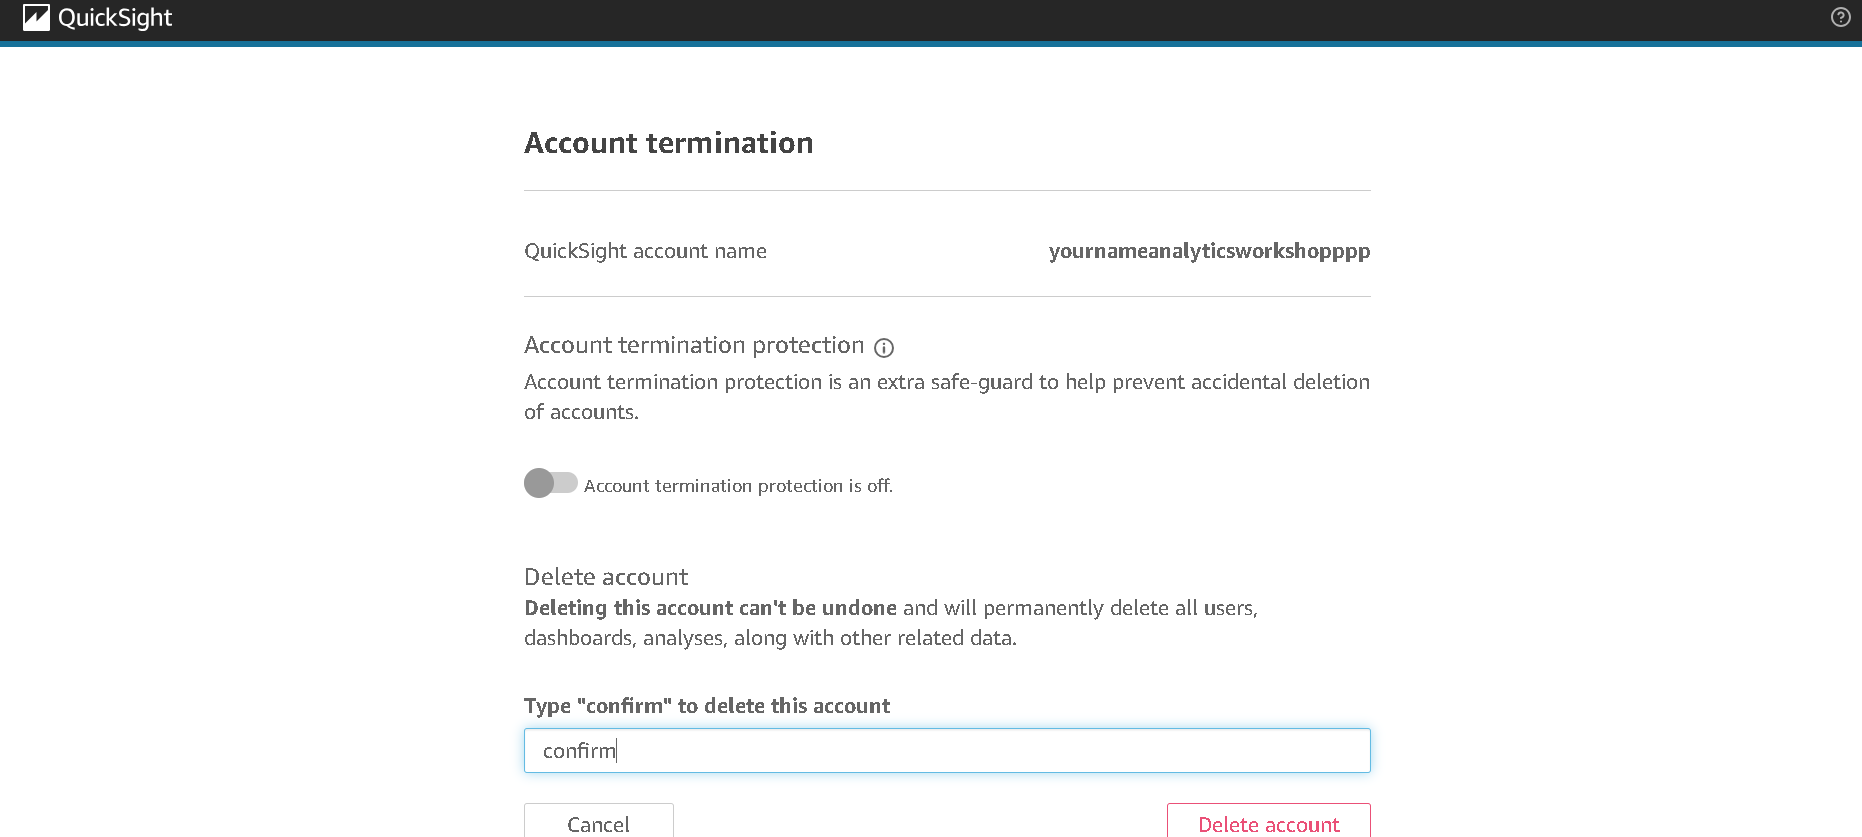 QuickSight
Account termination
QuickSight account name
yournameanalyticsworkshopppp
Account termination protection
Account termination protection is an extra safe-guard to help prevent accidental deletion
of accounts.
Account termination protection is off.
Delete account
Deleting this account can't be undone and will permanently delete all users,
dashboards, analyses, along with other related data.
Type "confirm" to delete this account
confirm
Cancel
Delete account